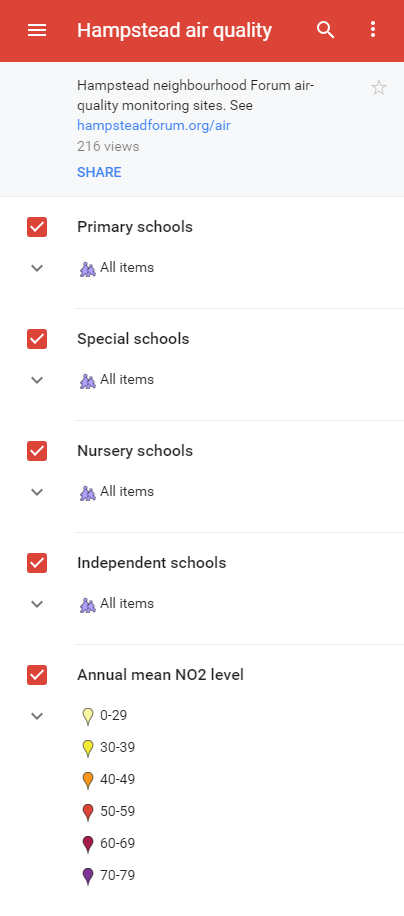 Hampstead air quality
Hampstead neighbourhood Forum air-
quality monitoring sites. See
hampsteadforum.org/air
216 views
SHARE
Primary schools
All items
Special schools
All items
Nursery schools
All items
Independent schools
All items
Annual mean NO2 level
0-29
30-39
40-49
50-59
60-69
70-79